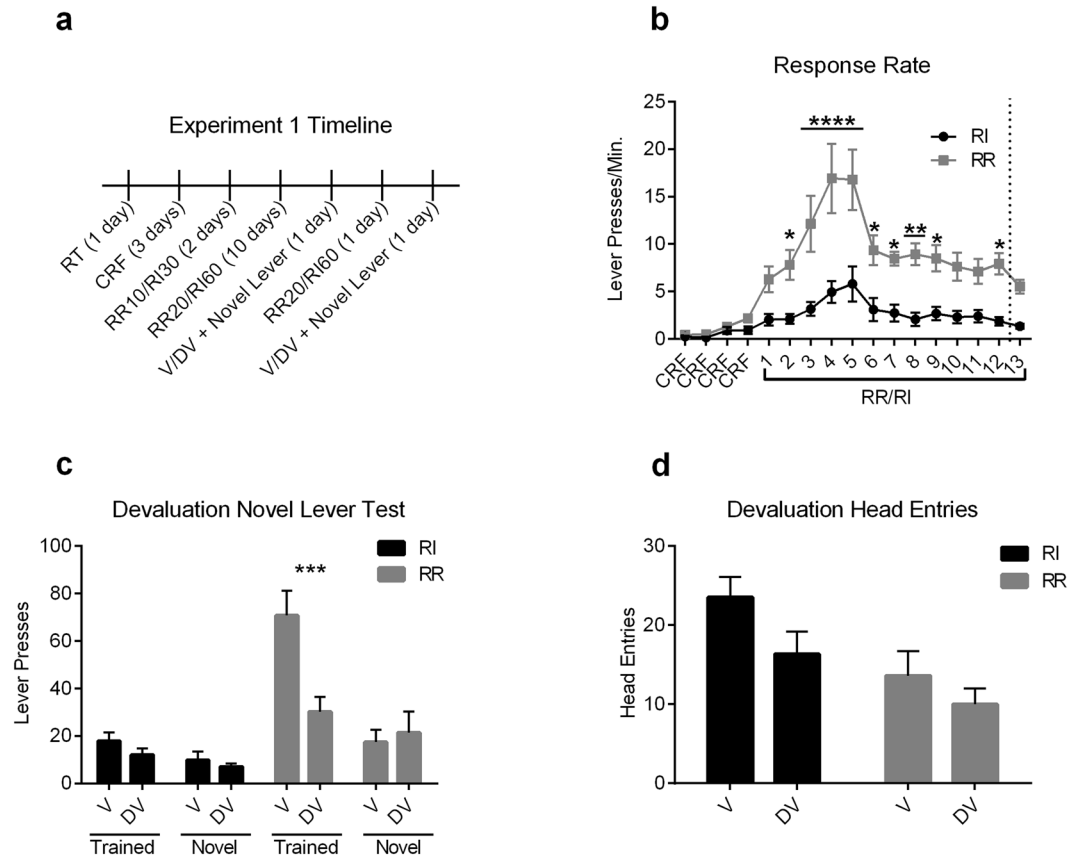 a
Experiment 1 Timeline
RT (1 day)
CRF (3 days)
RR10/RI30 (2 days)
RR20/RI60 (10 days)
V/DV + Novel Lever (1 day)
RR20/RI60 (1 day)
V/DV + Novel Lever (1 day)
b
Response Rate
Lever Presses/Min.
25
20
15
10
5
0
****
*
*
*
**
*
*
RI
RR
CRF CRF CRF CRF 1 2 3 4 5 6 7 8 9 10 11 12 13
RR/RI
c
Devaluation Novel Lever Test
Lever Presses
100
80
60
40
20
0
RI
RR
***
V DV V DV V DV V DV
Trained Novel Trained Novel
d
Devaluation Head Entries
Head Entries
30
20
10
0
RI
RR
V DV V DV